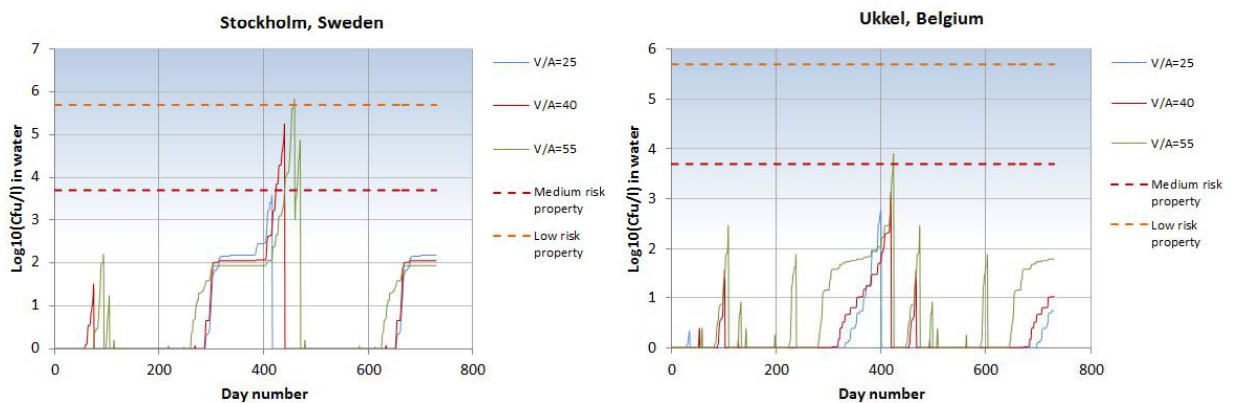 Stockholm, Sweden
7
6
5
4
3
2
1
0
0 200 400 600 800
Log10(Cfu/l) in water
Day number
V/A=25
V/A=40
V/A=55
Medium risk
property
Low risk
property
Ukkel, Belgium
6
5
4
3
2
1
0
0 200 400 600 800
Log10(Cfu/l) in water
Day number
V/A=25
V/A=40
V/A=55
Medium risk
property
Low risk
property